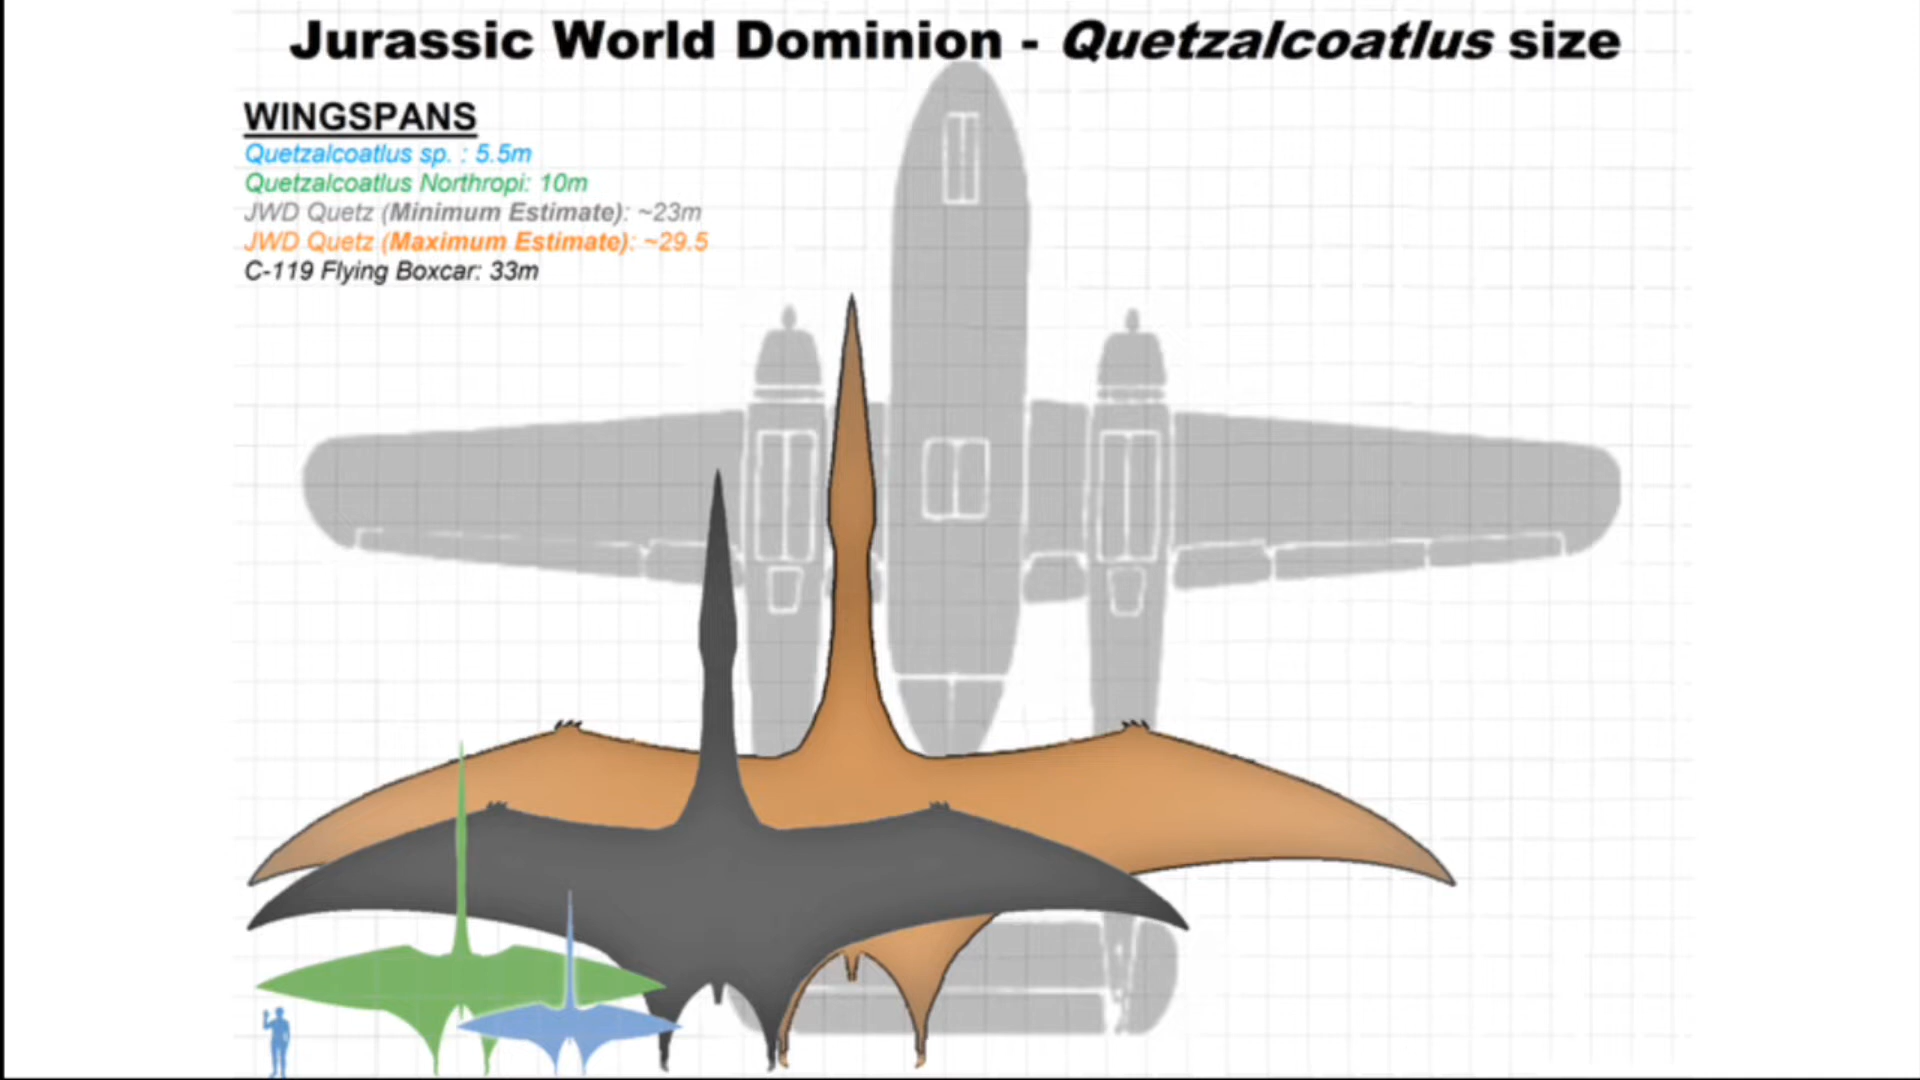 Jurassic World Dominion - Quetzalcoatlus size
WINGSPANS
Quetzalcoatlus sp. : 5.5m
Quetzalcoatlus Northropi: 10m
JWD Quetz (Minimum Estimate): ~23m
JWD Quetz (Maximum Estimate): ~29.5
C-119 Flying Boxcar: 33m